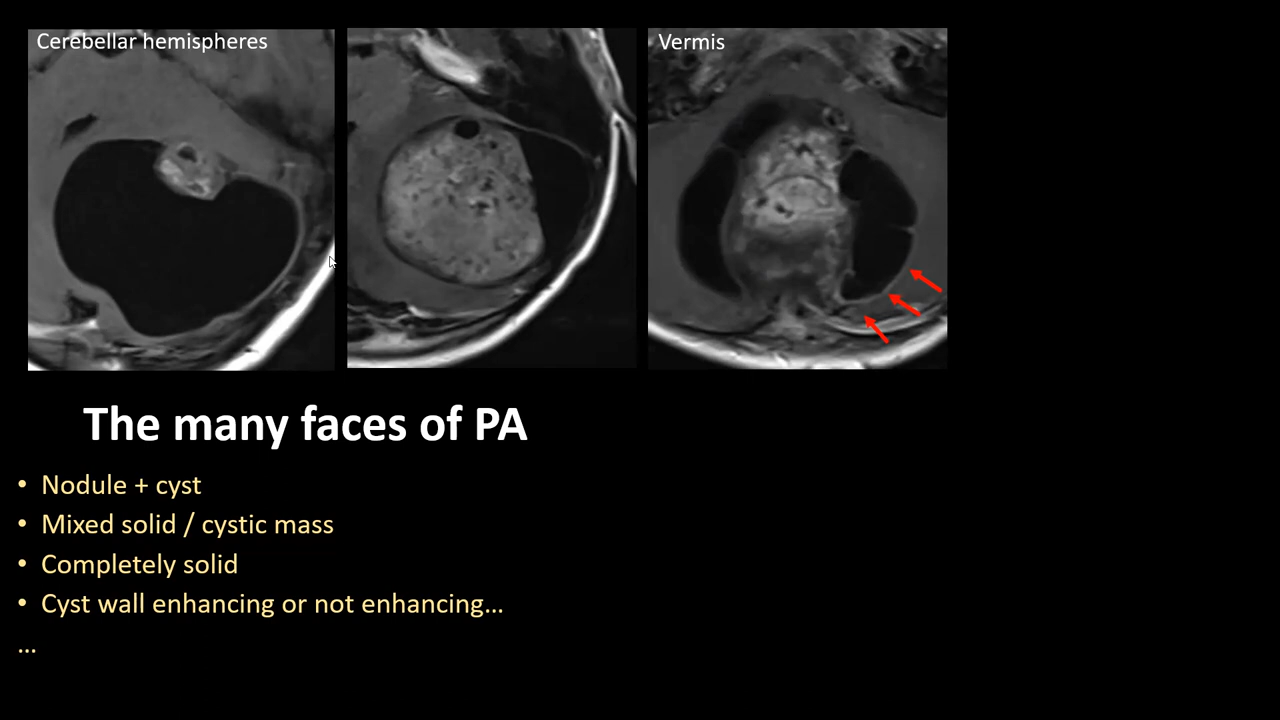 Cerebellar hemispheres
Vermis
The many faces of PA
• Nodule + cyst
• Mixed solid / cystic mass
• Completely solid
• Cyst wall enhancing or not enhancing...
...